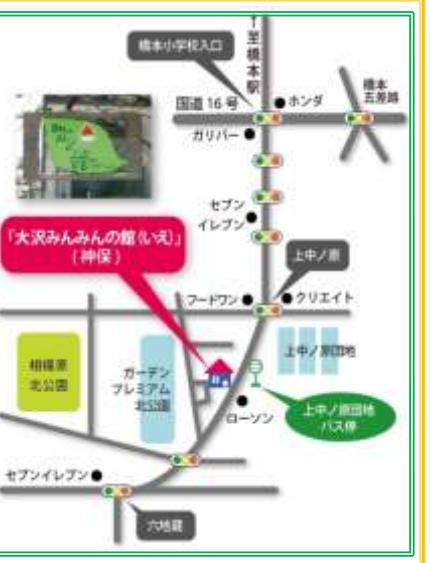 ↑至橋本駅
橋本小学校入口
国道16号
ホンダ
橋本
五差路
ガリバー
セブン
イレブン
「大沢みんみんの館(いえ)」
(神保)
上中ノ原
フードワン
クリエイト
相模原
北公園
ガーデン
プレミアム
北公園
上中ノ原団地
ローソン
上中ノ原団地
バス停
セブンイレブン
六地蔵